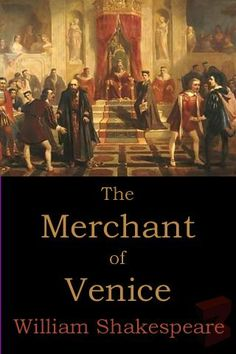 The
Merchant
of
Venice
William Shakespeare